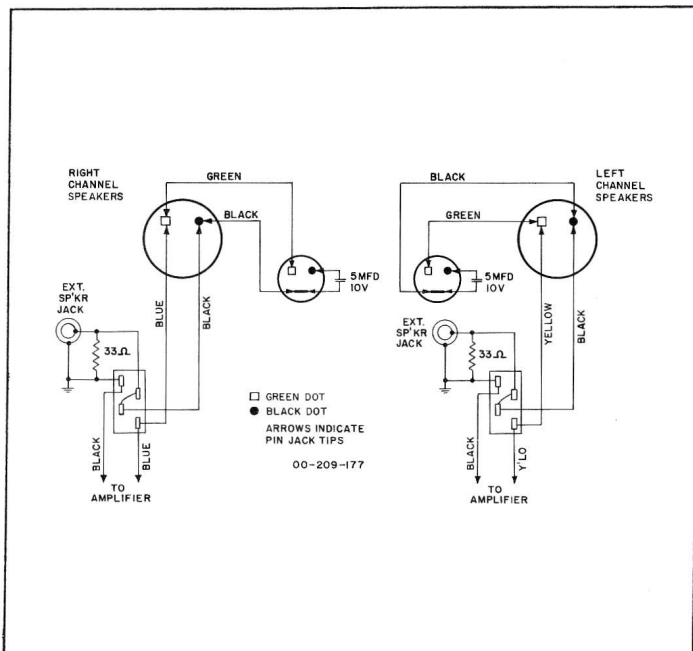 RIGHT
CHANNEL
SPEAKERS
GREEN
BLACK
5MFD
10V
EXT.
SP'KR
JACK
33Ω
BLUE
BLACK
BLACK
BLUE
TO
AMPLIFIER
GREEN DOT
BLACK DOT
ARROWS INDICATE
PIN JACK TIPS
00-209-177
BLACK
LEFT
CHANNEL
SPEAKERS
GREEN
5MFD
10V
EXT.
SP'KR
JACK
33Ω
YELLOW
BLACK
BLACK
Y'LO
TO
AMPLIFIER